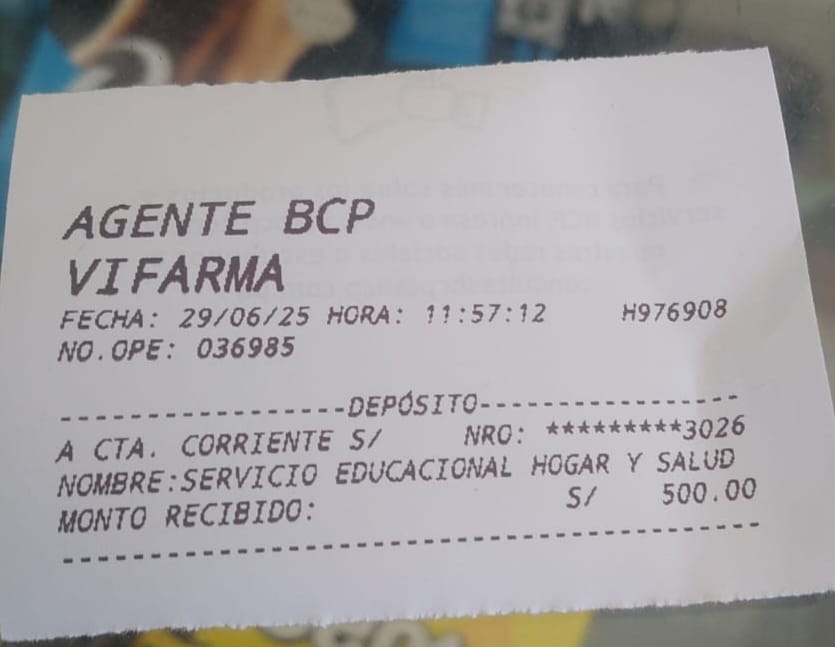 AGENTE BCP
VIFARMA
FECHA: 29/06/25 HORA: 11:57:12 H976908
NO.OPE: 036985
-----------------DEPÓSITO-----------------
A CTA. CORRIENTE S/ NRO: *********3026
NOMBRE:SERVICIO EDUCACIONAL HOGAR Y SALUD
MONTO RECIBIDO: S/ 500.00
------------------------------------------